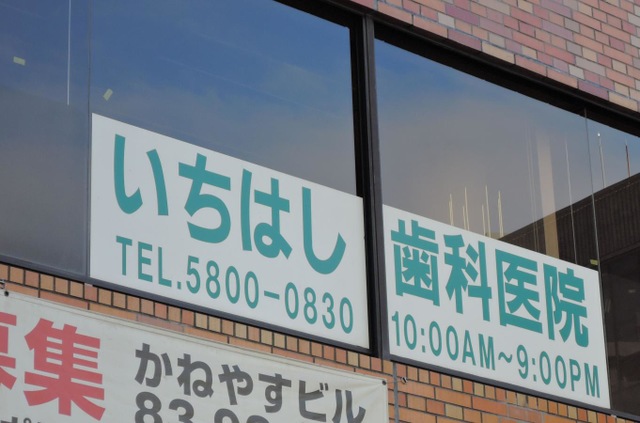 いちはし
TEL.5800-0830
歯科医院
10:00AM~9:00PM
募集
かねやすビル